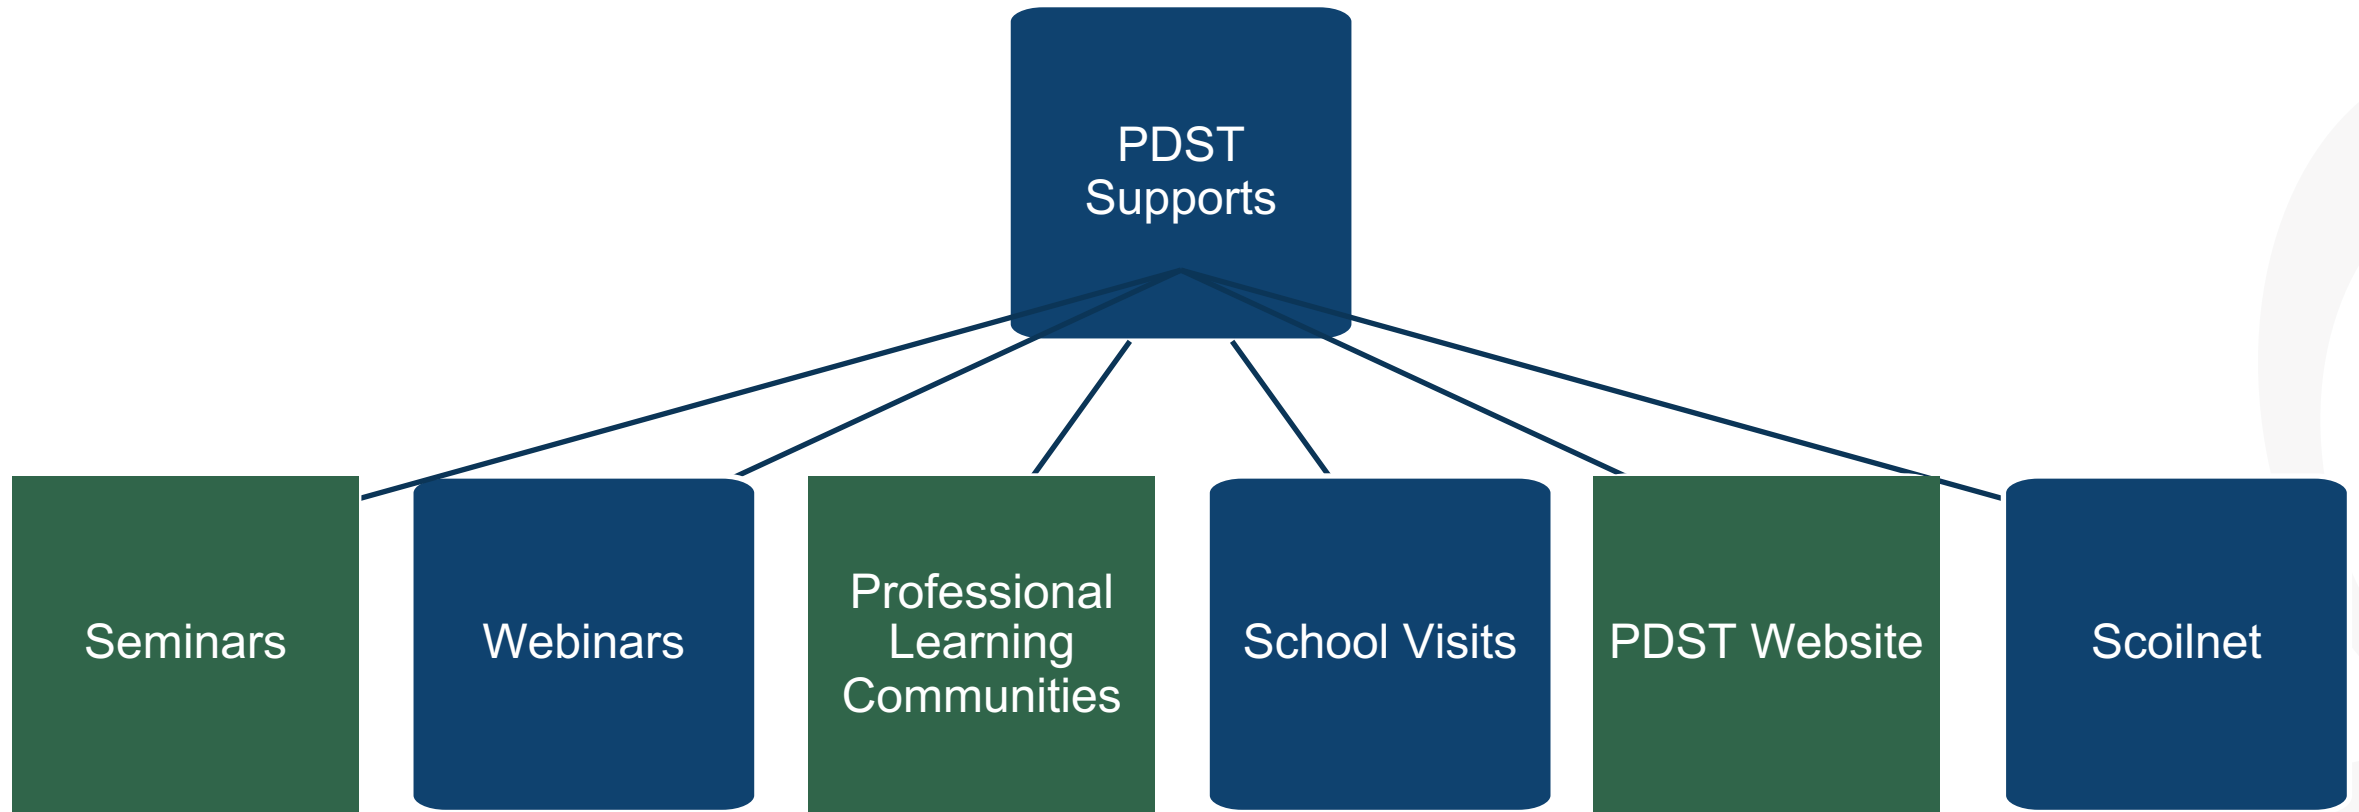 PDST
Supports
Seminars
Webinars
Professional
Learning
Communities
School Visits
PDST Website
Scoilnet